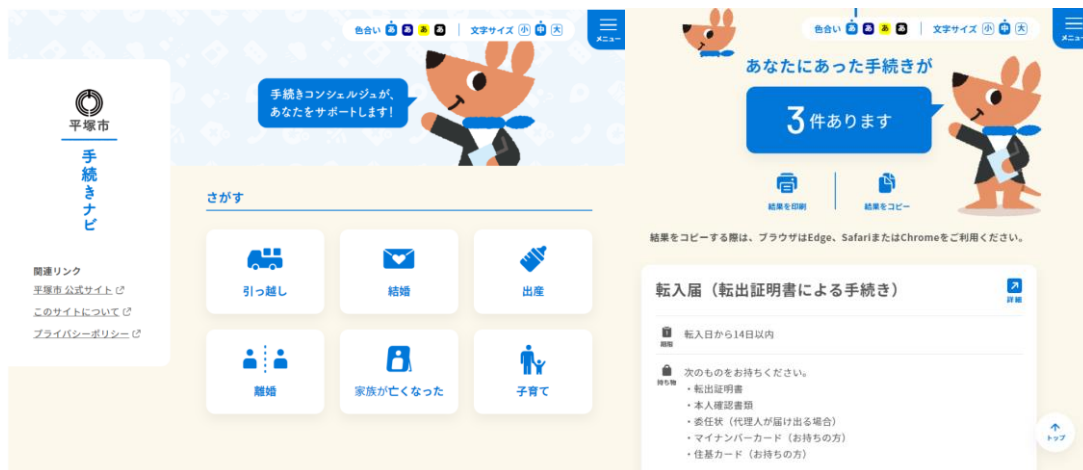 色合い あ あ あ あ 文字サイズ 小 中 大
メニュー
手続きコンシェルジュが、
あなたをサポートします!
平塚市
手続きナビ
関連リンク
平塚市 公式サイト
このサイトについて
プライバシーポリシー
さがす
引っ越し
結婚
出産
離婚
家族が亡くなった
子育て
色合い あ あ あ あ 文字サイズ 小 中 大
メニュー
あなたにあった手続きが
3件あります
結果を印刷
結果をコピー
結果をコピーする際は、ブラウザはEdge、SafariまたはChromeをご利用ください。
転入届(転出証明書による手続き)
詳細
期限
転入日から14日以内
持ち物
次のものをお持ちください。
・転出証明書
・本人確認書類
・委任状(代理人が届け出る場合)
・マイナンバーカード(お持ちの方)
・住基カード(お持ちの方)
トップ